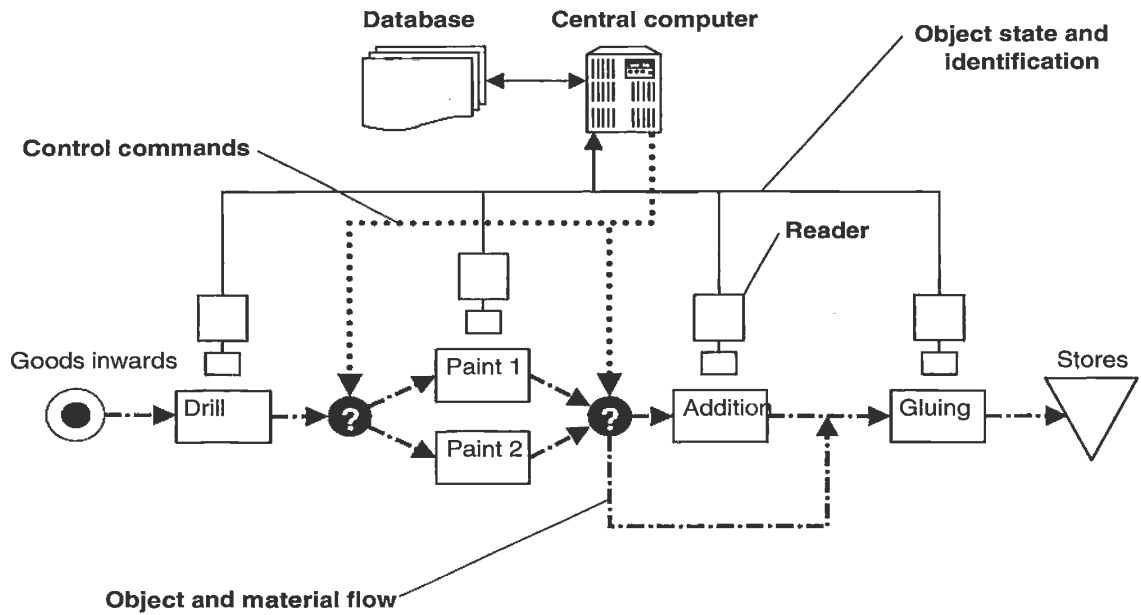 Database
Central computer
Object state and
identification
Control commands
Reader
Goods inwards
Stores
Drill
?
Paint 1
Paint 2
?
Addition
Gluing
Object and material flow